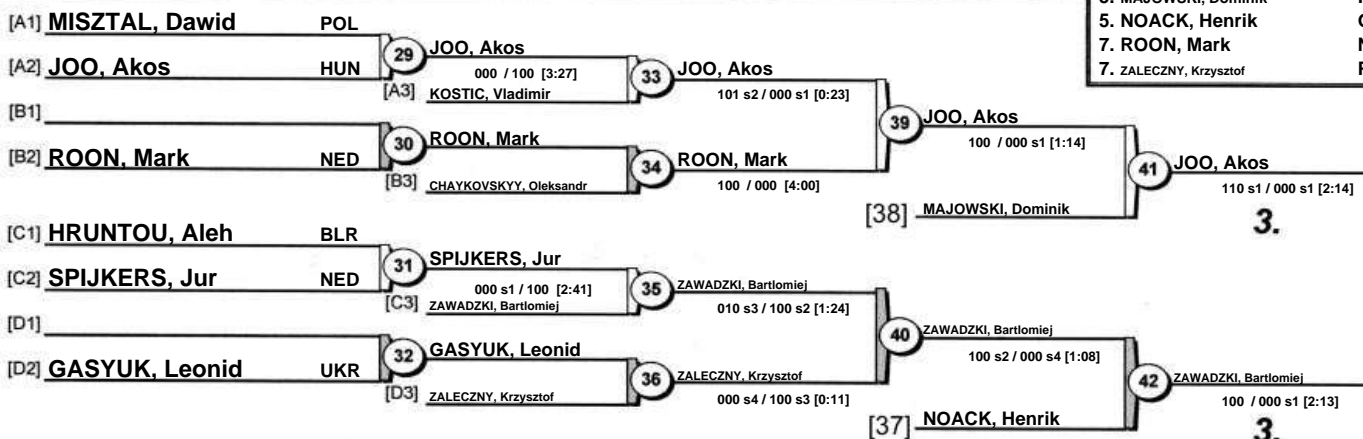 3. MAJOWSKI, Dominik
5. NOACK, Henrik
7. ROON, Mark
7. ZALECZNY, Krzysztof
[A1] MISZTAL, Dawid POL
[A2] JOO, Akos HUN
29 JOO, Akos
000 / 100 [3:27]
[A3] KOSTIC, Vladimir
33 JOO, Akos
101 s2 / 000 s1 [0:23]
[B1]
[B2] ROON, Mark NED
30 ROON, Mark
[B3] CHAYKOVSKYY, Oleksandr
34 ROON, Mark
100 / 000 [4:00]
39 JOO, Akos
100 / 000 s1 [1:14]
[38] MAJOWSKI, Dominik
41 JOO, Akos
110 s1 / 000 s1 [2:14]
3.
[C1] HRUNTOU, Aleh BLR
[C2] SPIJKERS, Jur NED
31 SPIJKERS, Jur
000 s1 / 100 [2:41]
[C3] ZAWADZKI, Bartlomiej
35 ZAWADZKI, Bartlomiej
010 s3 / 100 s2 [1:24]
[D1]
[D2] GASYUK, Leonid UKR
32 GASYUK, Leonid
[D3] ZALECZNY, Krzysztof
36 ZALECZNY, Krzysztof
000 s4 / 100 s3 [0:11]
40 ZAWADZKI, Bartlomiej
100 s2 / 000 s4 [1:08]
[37] NOACK, Henrik
42 ZAWADZKI, Bartlomiej
100 / 000 s1 [2:13]
3.